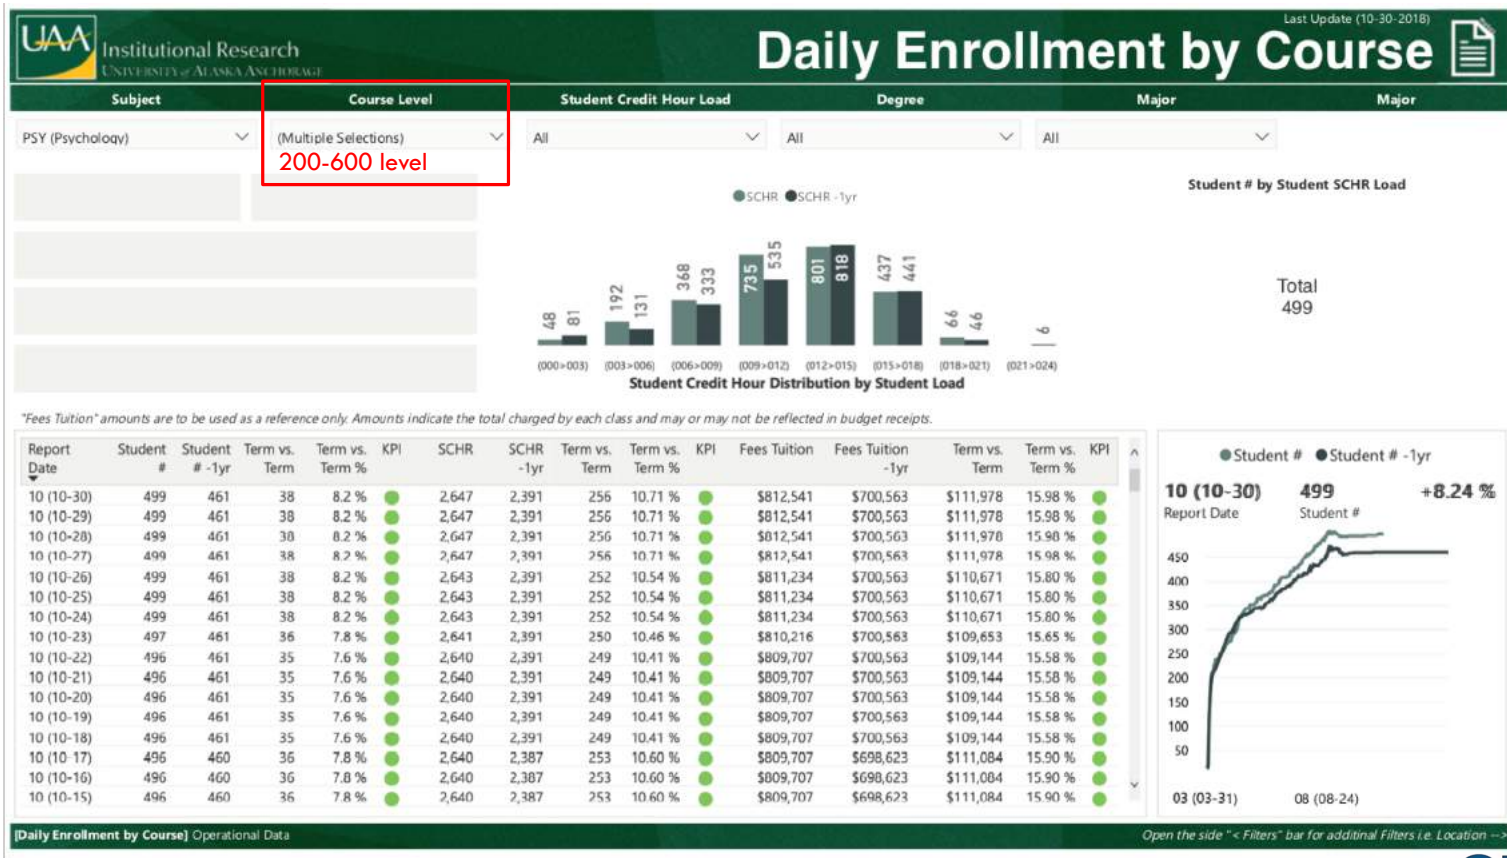 Last Update (10-30-2018)
UAA Institutional Research
UNIVERSITY of ALASKA ANCHORAGE
Daily Enrollment by Course
Subject Course Level Student Credit Hour Load Degree Major Major
PSY (Psychology) (Multiple Selections) All All All
200-600 level
SCHR SCHR -1yr
Student # by Student SCHR Load
48 81 192 131 368 333 735 535 801 818 437 441 66 46 6
Total
499
(000>003) (003>006) (006>009) (009>012) (012>015) (015>018) (018>021) (021>024)
Student Credit Hour Distribution by Student Load
"Fees Tuition" amounts are to be used as a reference only. Amounts indicate the total charged by each class and may or may not be reflected in budget receipts.
Report Date Student # Student # -1yr Term vs. Term Term vs. Term % KPI SCHR SCHR -1yr Term vs. Term Term vs. Term % KPI Fees Tuition Fees Tuition -1yr Term vs. Term Term vs. Term % KPI
10 (10-30) 499 461 38 8.2 % 2,647 2,391 256 10.71 % $812,541 $700,563 $111,978 15.98 %
10 (10-29) 499 461 38 8.2 % 2,647 2,391 256 10.71 % $812,541 $700,563 $111,978 15.98 %
10 (10-28) 499 461 38 8.2 % 2,647 2,391 256 10.71 % $812,541 $700,563 $111,978 15.98 %
10 (10-27) 499 461 38 8.2 % 2,647 2,391 256 10.71 % $812,541 $700,563 $111,978 15.98 %
10 (10-26) 499 461 38 8.2 % 2,643 2,391 252 10.54 % $811,234 $700,563 $110,671 15.80 %
10 (10-25) 499 461 38 8.2 % 2,643 2,391 252 10.54 % $811,234 $700,563 $110,671 15.80 %
10 (10-24) 499 461 38 8.2 % 2,643 2,391 252 10.54 % $811,234 $700,563 $110,671 15.80 %
10 (10-23) 497 461 36 7.8 % 2,641 2,391 250 10.46 % $810,216 $700,563 $109,653 15.65 %
10 (10-22) 496 461 35 7.6 % 2,640 2,391 249 10.41 % $809,707 $700,563 $109,144 15.58 %
10 (10-21) 496 461 35 7.6 % 2,640 2,391 249 10.41 % $809,707 $700,563 $109,144 15.58 %
10 (10-20) 496 461 35 7.6 % 2,640 2,391 249 10.41 % $809,707 $700,563 $109,144 15.58 %
10 (10-19) 496 461 35 7.6 % 2,640 2,391 249 10.41 % $809,707 $700,563 $109,144 15.58 %
10 (10-18) 496 461 35 7.6 % 2,640 2,391 249 10.41 % $809,707 $700,563 $109,144 15.58 %
10 (10-17) 496 460 36 7.8 % 2,640 2,387 253 10.60 % $809,707 $698,623 $111,084 15.90 %
10 (10-16) 496 460 36 7.8 % 2,640 2,387 253 10.60 % $809,707 $698,623 $111,084 15.90 %
10 (10-15) 496 460 36 7.8 % 2,640 2,387 253 10.60 % $809,707 $698,623 $111,084 15.90 %
Student # Student # -1yr
10 (10-30) 499 +8.24 %
Report Date Student #
450
400
350
300
250
200
150
100
50
03 (03-31) 08 (08-24)
[Daily Enrollment by Course] Operational Data
Open the side "< Filters" bar for additinal Filters i.e. Location -->